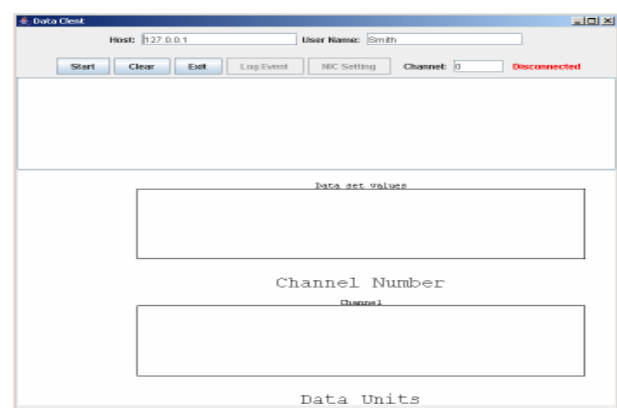 Data Client
Host: 127.0.0.1 User Name: Smith
Start Clear Exit Log Event NIC Setting Channel: 0 Disconnected
Data set values
Channel Number
Channel
Data Units